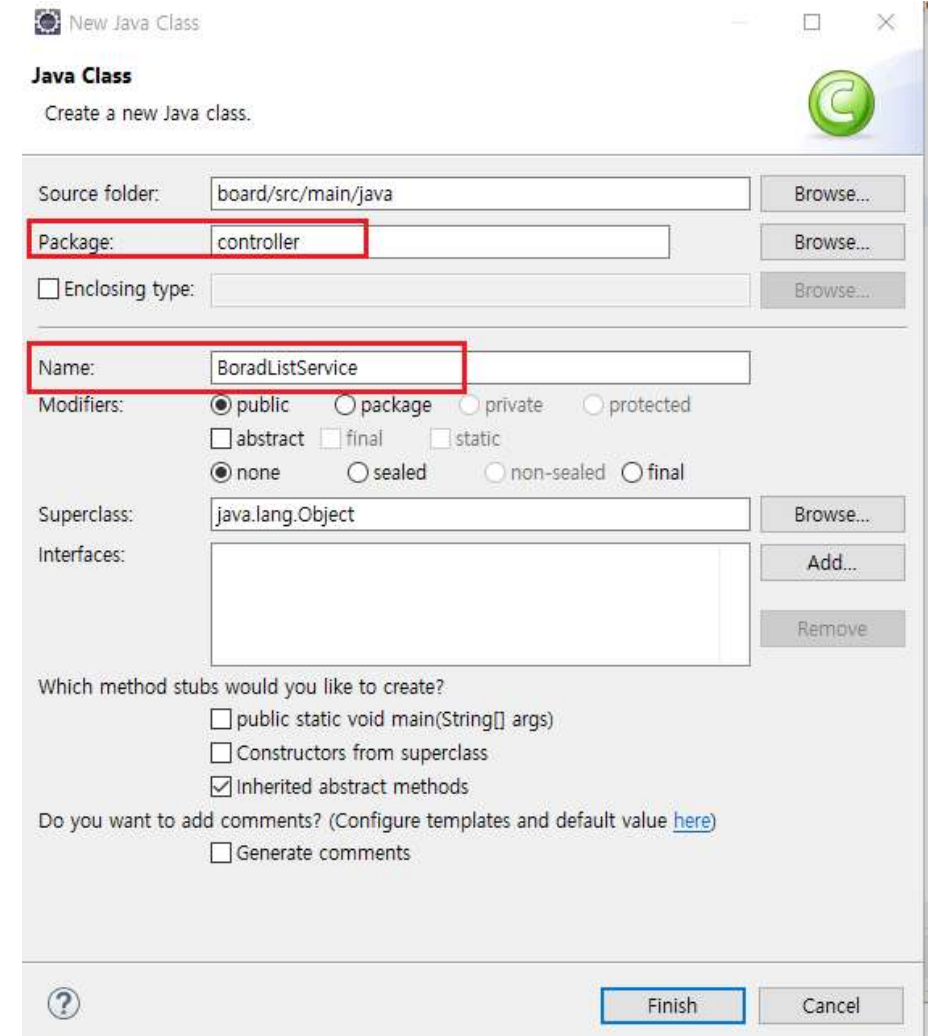 New Java Class
Java Class
Create a new Java class.
Source folder: board/src/main/java Browse...
Package: controller Browse...
Enclosing type: Browse...
Name: BoradListService
Modifiers: public package private protected
abstract final static
none sealed non-sealed final
Superclass: java.lang.Object Browse...
Interfaces: Add...
Remove
Which method stubs would you like to create?
public static void main(String[] args)
Constructors from superclass
Inherited abstract methods
Do you want to add comments? (Configure templates and default value here)
Generate comments
? Finish Cancel